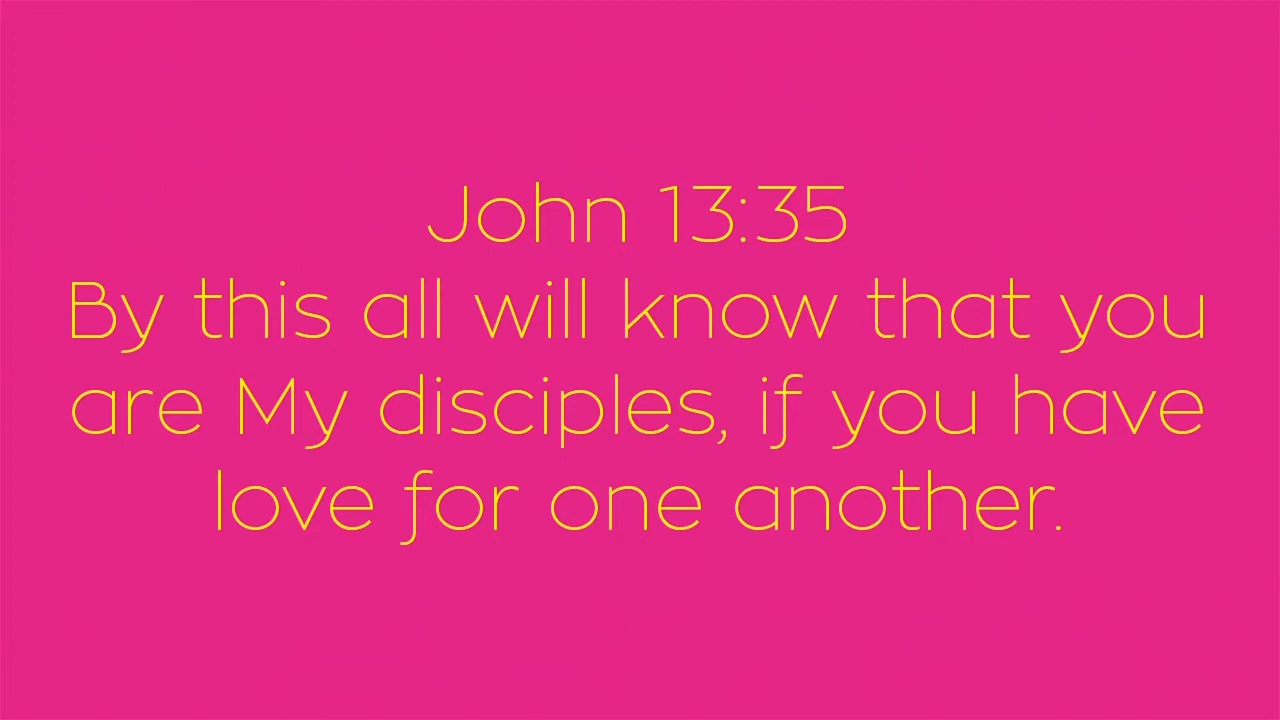 John 13:35
By this all will know that you
are My disciples, if you have
love for one another.